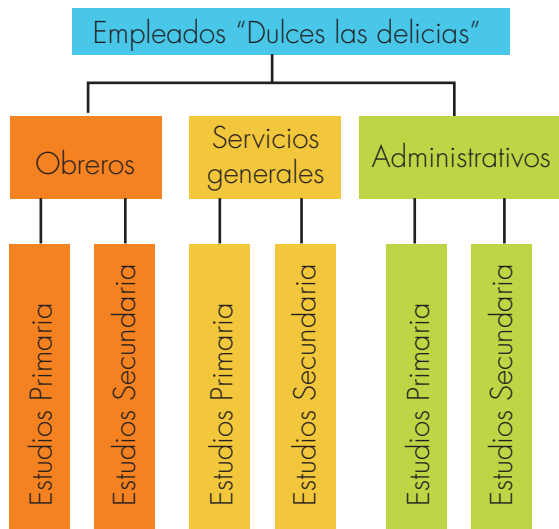 Empleados “Dulces las delicias”
Obreros
Servicios
generales
Administrativos
Estudios Primaria
Estudios Secundaria
Estudios Primaria
Estudios Secundaria
Estudios Primaria
Estudios Secundaria